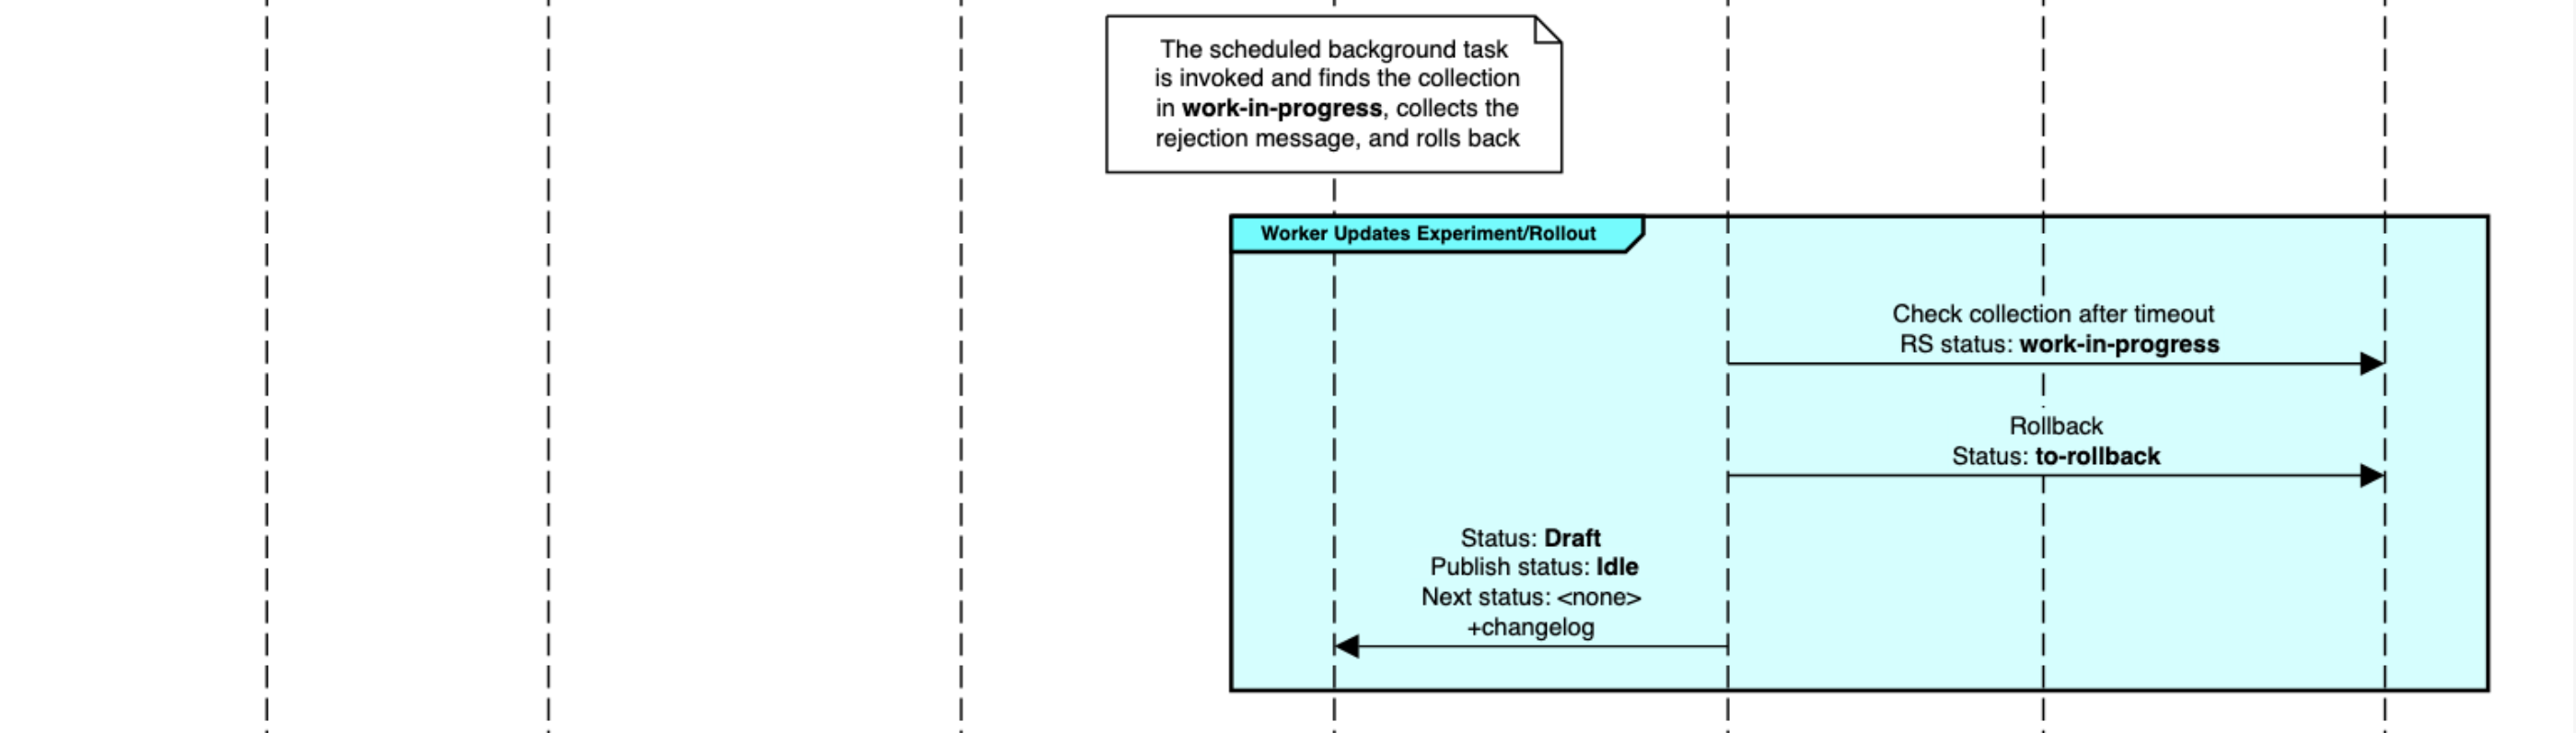 The scheduled background task
is invoked and finds the collection
in work-in-progress, collects the
rejection message, and rolls back
Worker Updates Experiment/Rollout
Check collection after timeout
RS status: work-in-progress
Rollback
Status: to-rollback
Status: Draft
Publish status: Idle
Next status: <none>
+changelog